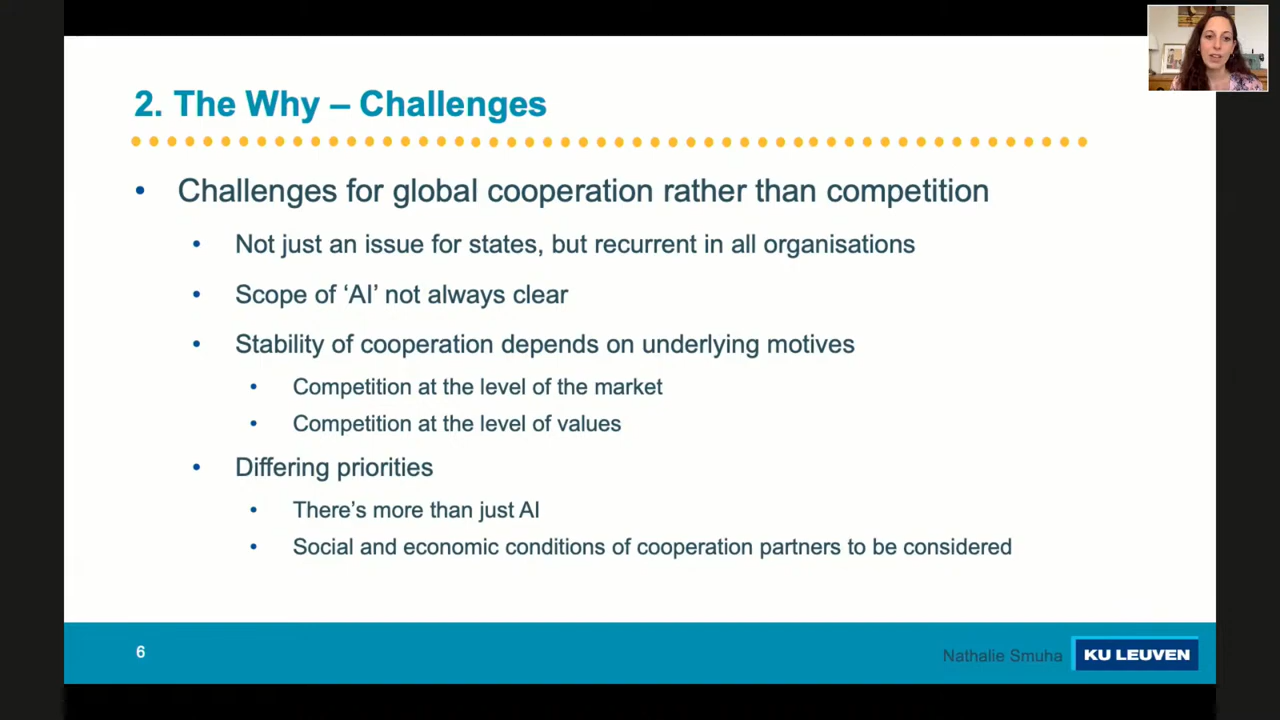 2. The Why – Challenges
• Challenges for global cooperation rather than competition
• Not just an issue for states, but recurrent in all organisations
• Scope of ‘AI’ not always clear
• Stability of cooperation depends on underlying motives
• Competition at the level of the market
• Competition at the level of values
• Differing priorities
• There’s more than just AI
• Social and economic conditions of cooperation partners to be considered
6
Nathalie Smuha
KU LEUVEN